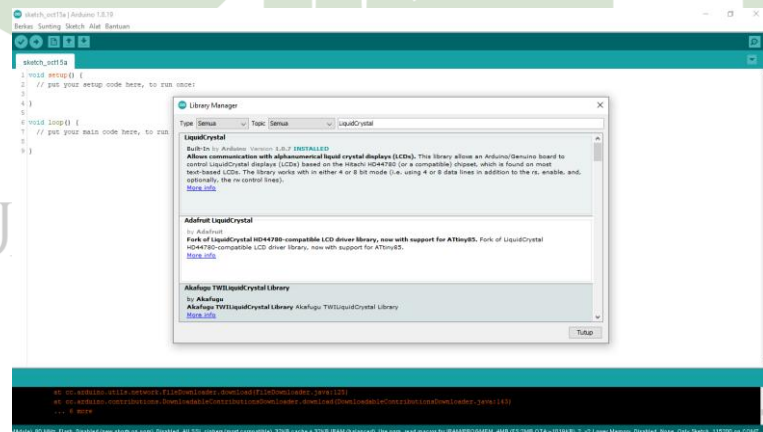 sketch_oct15a | Arduino 1.8.19
Berkas Sunting Sketch Alat Bantuan
sketch_oct15a
1 void setup() {
2 // put your setup code here, to run once:
3
4 }
5
6 void loop() {
7 // put your main code here, to run
8
9 }
Library Manager
Type Semua Topic Semua LiquidCrystal
LiquidCrystal
Built-In by Arduino Version 1.0.7 INSTALLED
Allows communication with alphanumerical liquid crystal displays (LCDs). This library allows an Arduino/Genuino board to
control LiquidCrystal displays (LCDs) based on the Hitachi HD44780 (or a compatible) chipset, which is found on most
text-based LCDs. The library works with in either 4 or 8 bit mode (i.e. using 4 or 8 data lines in addition to the rs, enable, and,
optionally, the rw control lines).
More info
Adafruit LiquidCrystal
by Adafruit
Fork of LiquidCrystal HD44780-compatible LCD driver library, now with support for ATtiny85. Fork of LiquidCrystal
HD44780-compatible LCD driver library, now with support for ATtiny85.
More info
Akafugu TWILiquidCrystal Library
by Akafugu
Akafugu TWILiquidCrystal Library Akafugu TWILiquidCrystal Library
More info
Tutup
at cc.arduino.utils.network.FileDownloader.download(FileDownloader.java:125)
at cc.arduino.contributions.DownloadableContributionsDownloader.download(DownloadableContributionsDownloader.java:143)
... 6 more